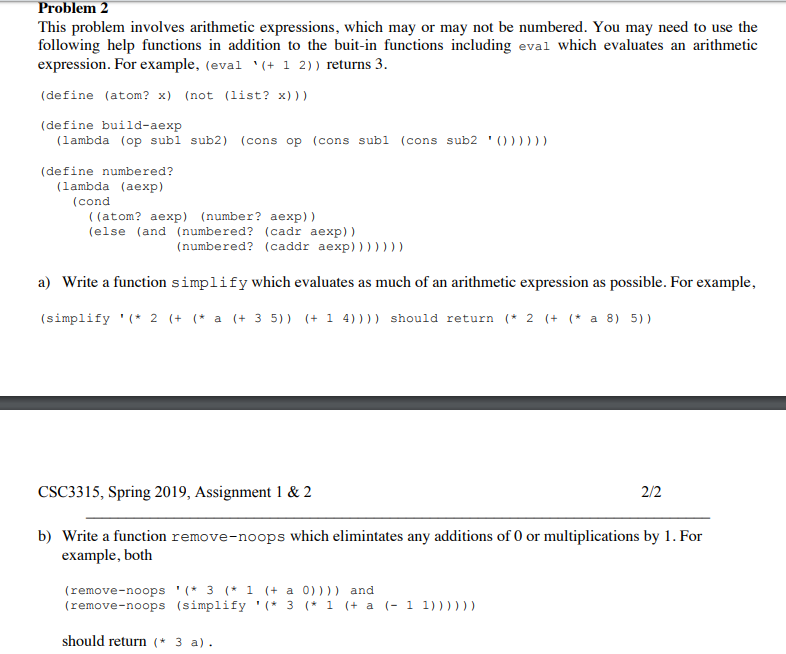 Problem 2
This problem involves arithmetic expressions, which may or may not be numbered. You may need to use the
following help functions in addition to the buit-in functions including eval which evaluates an arithmetic
expression. For example, (eval '(+ 1 2)) returns 3.
(define (atom? x) (not (list? x)))
(define build-aexp
(lambda (op sub1 sub2) (cons op (cons sub1 (cons sub2 '())))))
(define numbered?
(lambda (aexp)
(cond
((atom? aexp) (number? aexp))
(else (and (numbered? (cadr aexp))
(numbered? (caddr aexp)))))))
a) Write a function simplify which evaluates as much of an arithmetic expression as possible. For example,
(simplify '(* 2 (+ (* a (+ 3 5)) (+ 1 4)))) should return (* 2 (+ (* a 8) 5))
CSC3315, Spring 2019, Assignment 1 & 2 2/2
b) Write a function remove-noops which elimintates any additions of 0 or multiplications by 1. For
example, both
(remove-noops '(* 3 (* 1 (+ a 0)))) and
(remove-noops (simplify '(* 3 (* 1 (+ a (- 1 1))))))
should return (* 3 a).